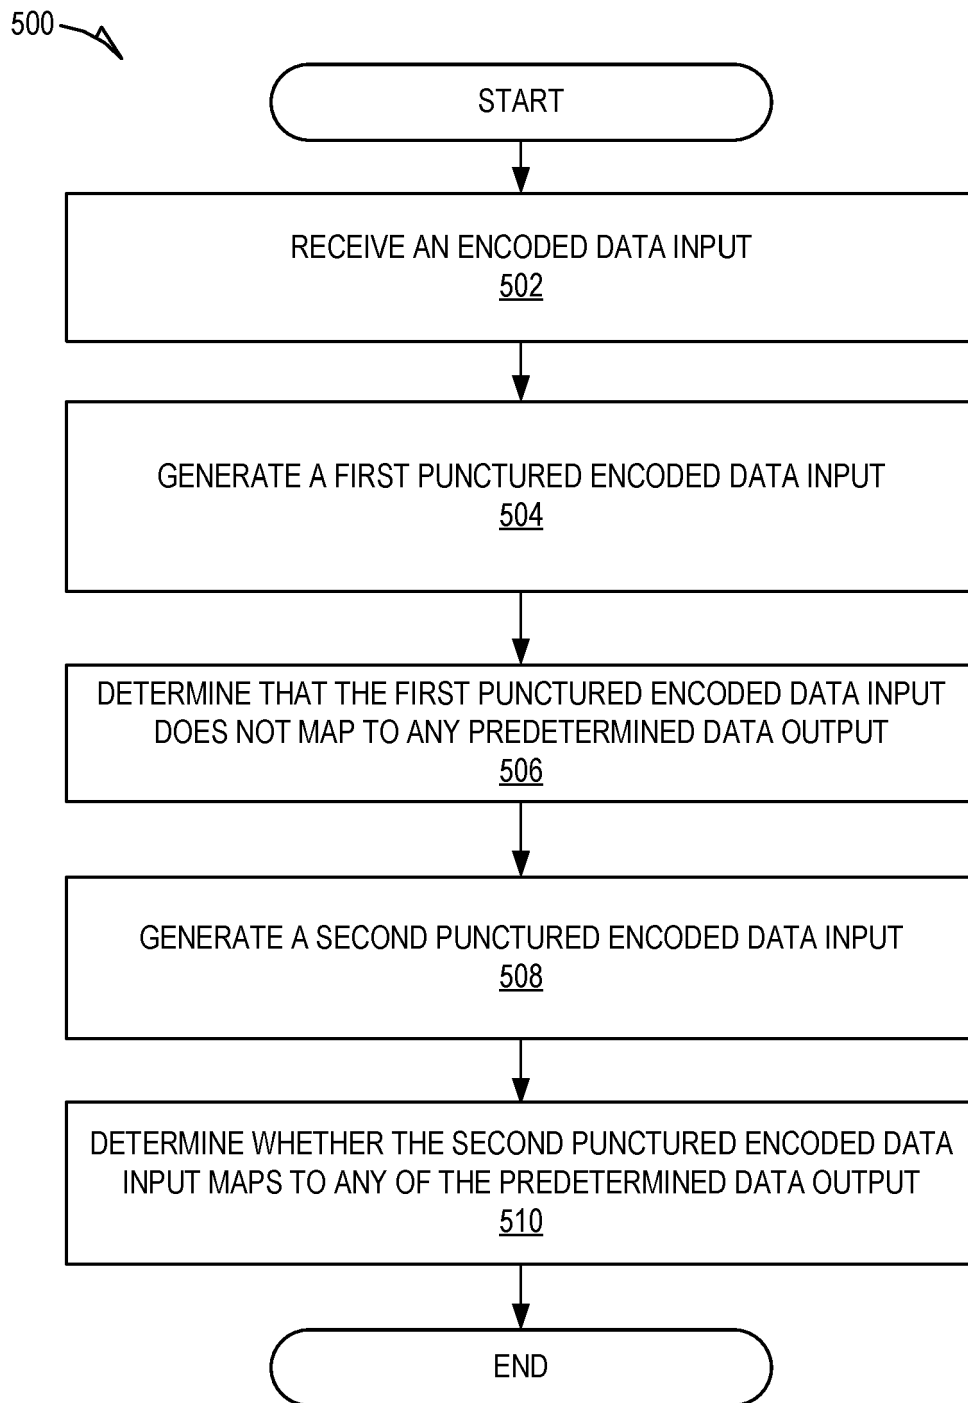 500
START
RECEIVE AN ENCODED DATA INPUT
502
GENERATE A FIRST PUNCTURED ENCODED DATA INPUT
504
DETERMINE THAT THE FIRST PUNCTURED ENCODED DATA INPUT
DOES NOT MAP TO ANY PREDETERMINED DATA OUTPUT
506
GENERATE A SECOND PUNCTURED ENCODED DATA INPUT
508
DETERMINE WHETHER THE SECOND PUNCTURED ENCODED DATA
INPUT MAPS TO ANY OF THE PREDETERMINED DATA OUTPUT
510
END